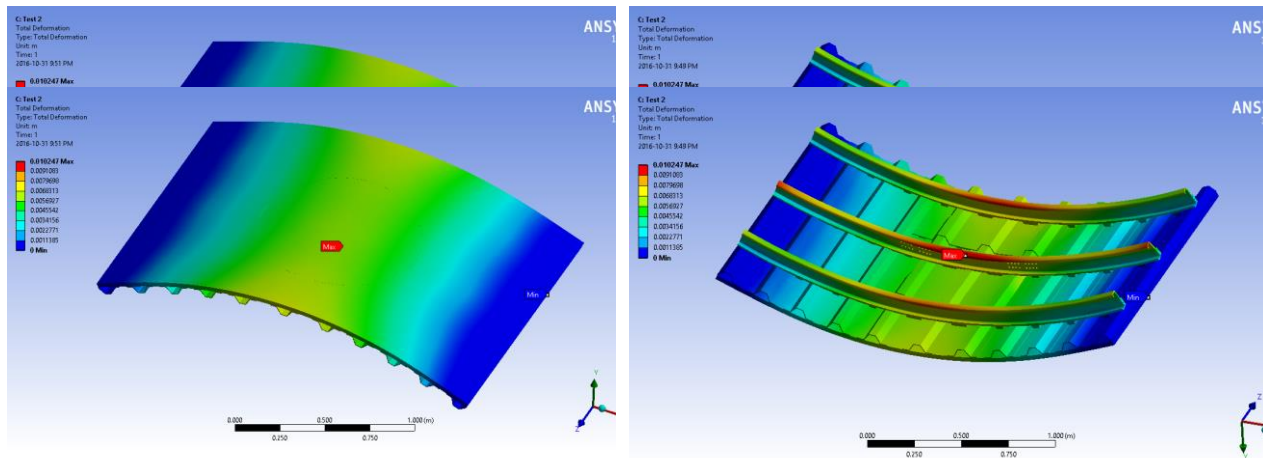 C: Test 2
Total Deformation
Type: Total Deformation
Unit: m
Time: 1
2016-10-31 9:51 PM
0.010247 Max
ANSY
C: Test 2
Total Deformation
Type: Total Deformation
Unit: m
Time: 1
2016-10-31 9:51 PM
0.010247 Max
0.0091083
0.0079698
0.0068313
0.0056927
0.0045542
0.0034156
0.0022771
0.0011385
0 Min
ANSY
Max
Min
0.000
0.500
1.000 (m)
0.250
0.750
Y
Z
C: Test 2
Total Deformation
Type: Total Deformation
Unit: m
Time: 1
2016-10-31 9:48 PM
0.010247 Max
ANSY
C: Test 2
Total Deformation
Type: Total Deformation
Unit: m
Time: 1
2016-10-31 9:48 PM
0.010247 Max
0.0091083
0.0079698
0.0068313
0.0056927
0.0045542
0.0034156
0.0022771
0.0011385
0 Min
ANSY
Max
Min
0.000
0.500
1.000 (m)
0.250
0.750
Z
Y